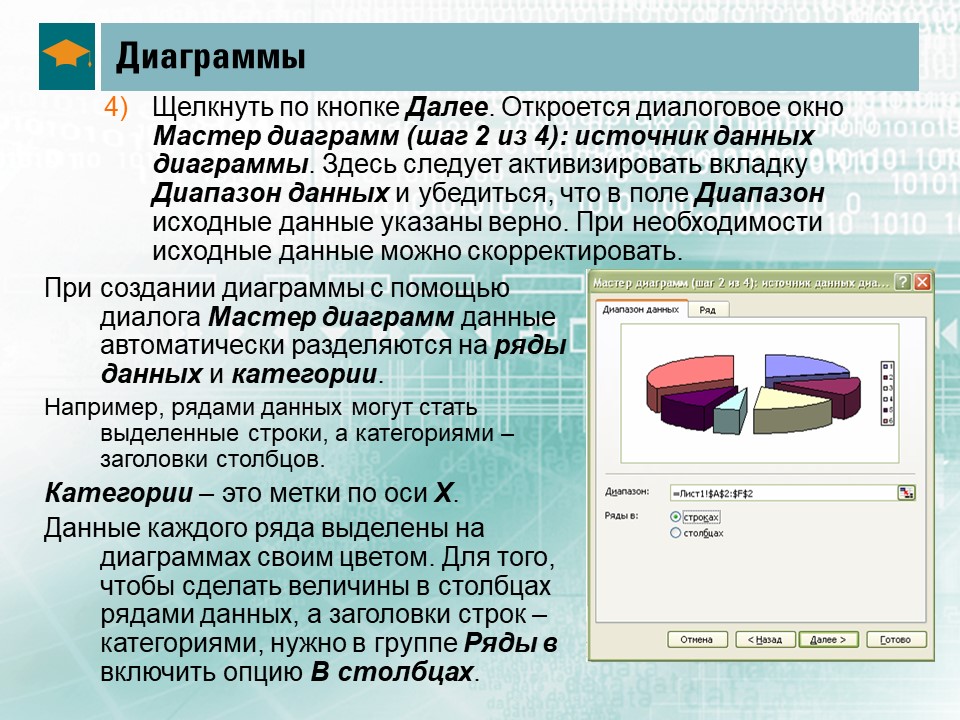 Диаграммы
4) Щелкнуть по кнопке Далее. Откроется диалоговое окно
Мастер диаграмм (шаг 2 из 4): источник данных
диаграммы. Здесь следует активизировать вкладку
Диапазон данных и убедиться, что в поле Диапазон
исходные данные указаны верно. При необходимости
исходные данные можно скорректировать.
При создании диаграммы с помощью
диалога Мастер диаграмм данные
автоматически разделяются на ряды
данных и категории.
Например, рядами данных могут стать
выделенные строки, а категориями –
заголовки столбцов.
Категории – это метки по оси X.
Данные каждого ряда выделены на
диаграммах своим цветом. Для того,
чтобы сделать величины в столбцах
рядами данных, а заголовки строк –
категориями, нужно в группе Ряды в
включить опцию В столбцах.
Мастер диаграмм (шаг 2 из 4): источник данных диа...
Диапазон данных
Ряд
1
2
3
4
5
6
Диапазон:
=Лист1!$A$2:$F$2
Ряды в:
строках
столбцах
Отмена
< Назад
Далее >
Готово